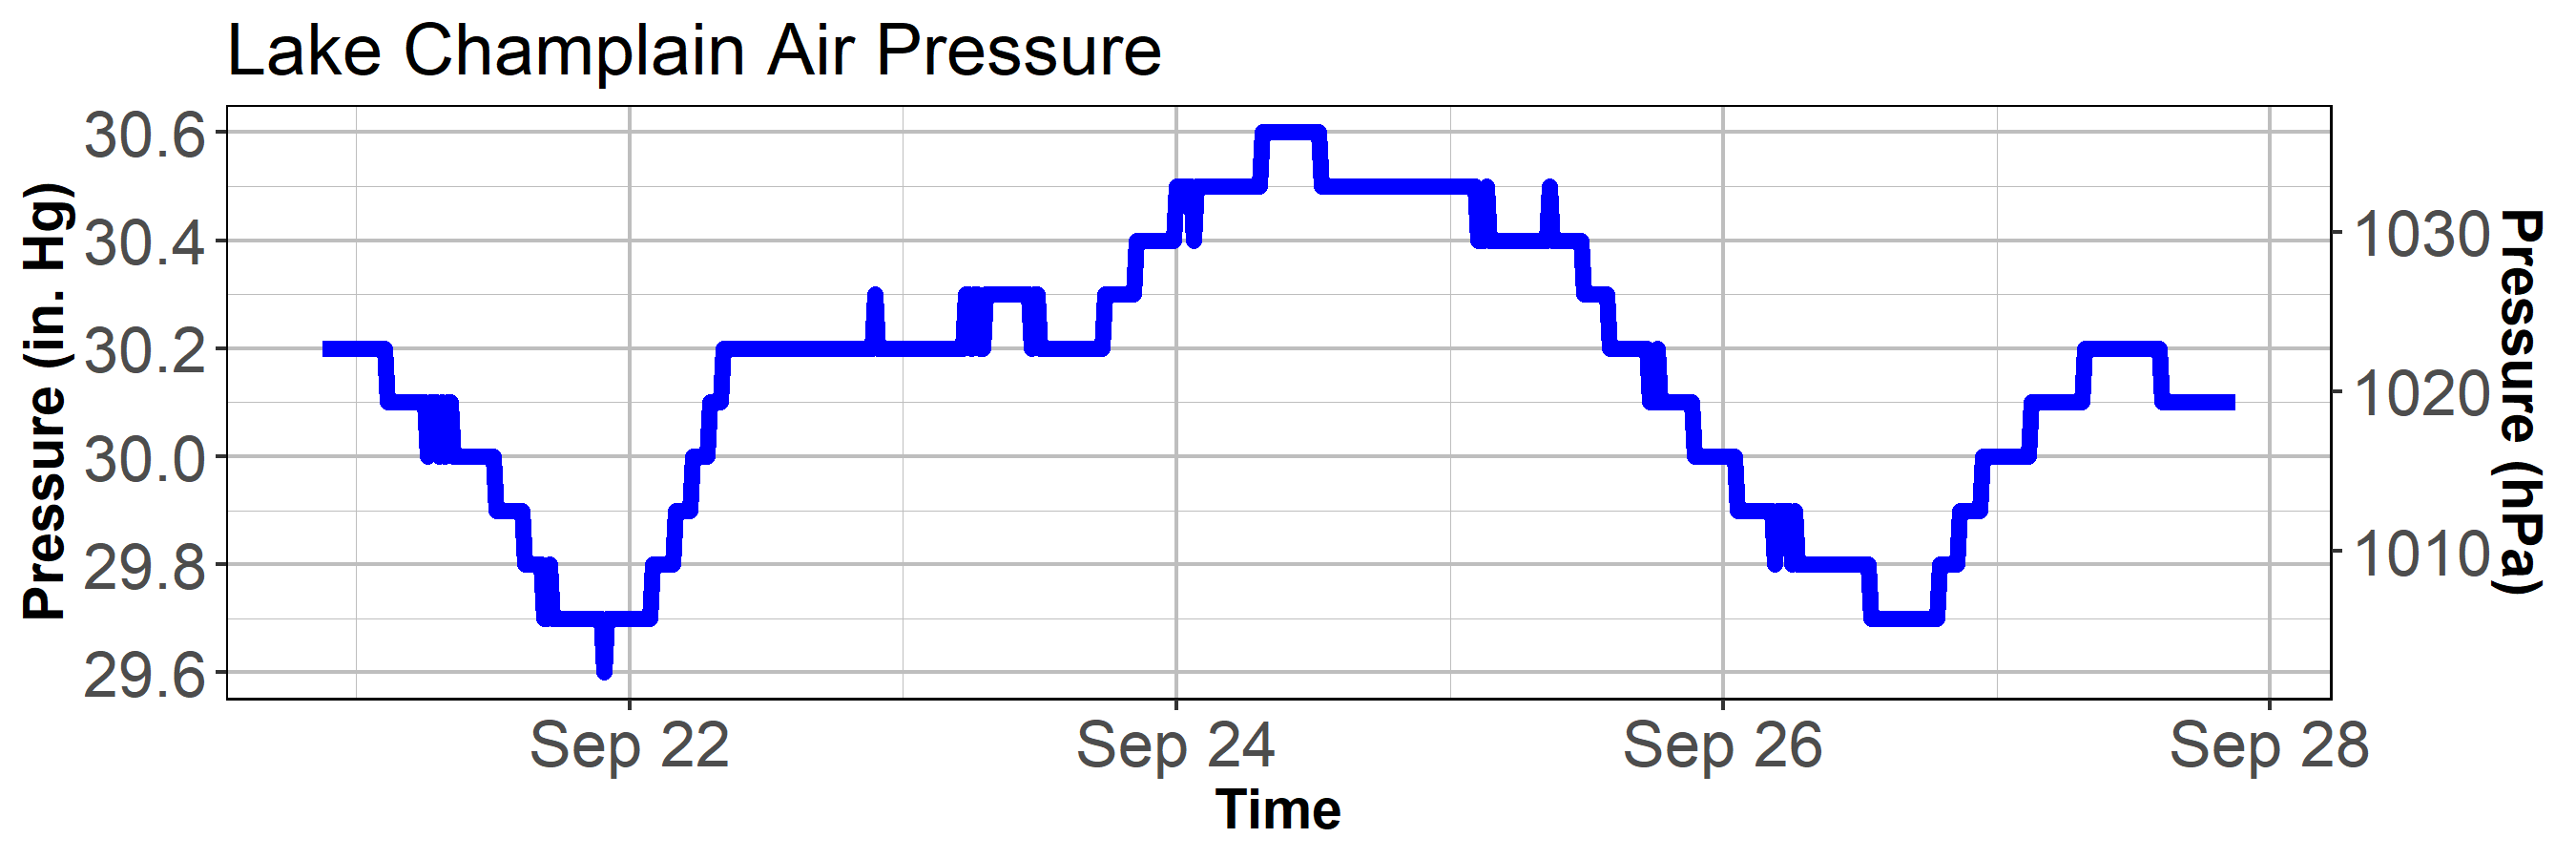 Lake Champlain Air Pressure
30.6
30.4
30.2
30.0
29.8
29.6
Pressure (in. Hg)
1030
1020
1010
Pressure (hPa)
Sep 22 Sep 24 Sep 26 Sep 28
Time